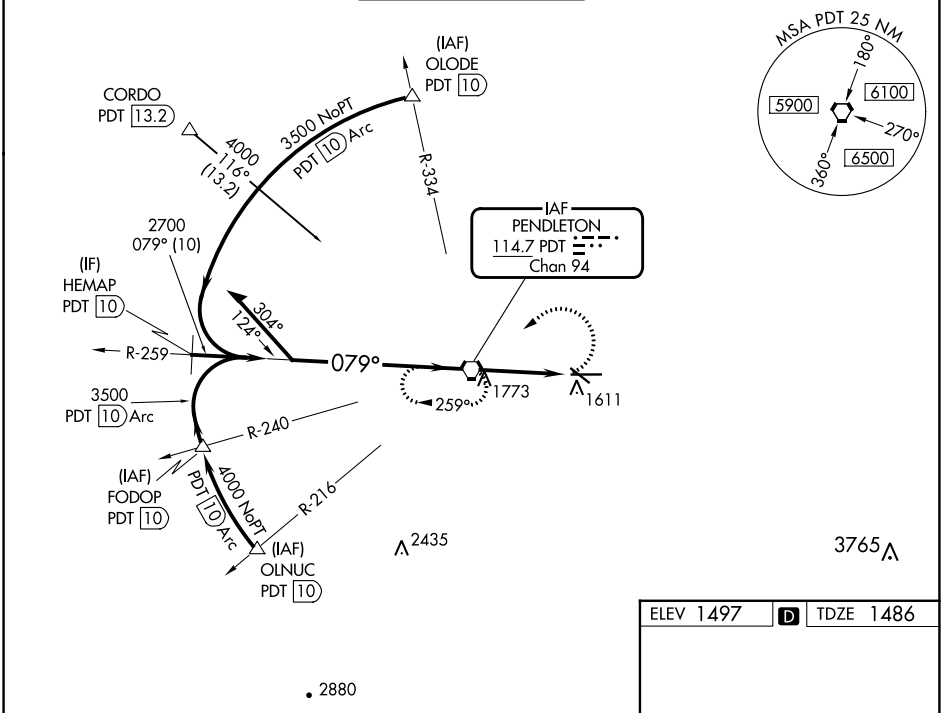 (IAF)
OLODE
PDT 10
CORDO
PDT 13.2
3500 NoPT
PDT 10 Arc
4000
116°
(13.2)
R-334
MSA PDT 25 NM
180°
5900
6100
270°
360°
6500
IAF
PENDLETON
114.7 PDT
Chan 94
2700
079° (10)
(IF)
HEMAP
PDT 10
304°
124°
R-259
079°
1773
1611
259°
3500
PDT 10 Arc
R-240
(IAF)
FODOP
PDT 10
4000 NoPT
PDT 10 Arc
R-216
(IAF)
OLNUC
PDT 10
2435
3765
ELEV 1497 D TDZE 1486
2880